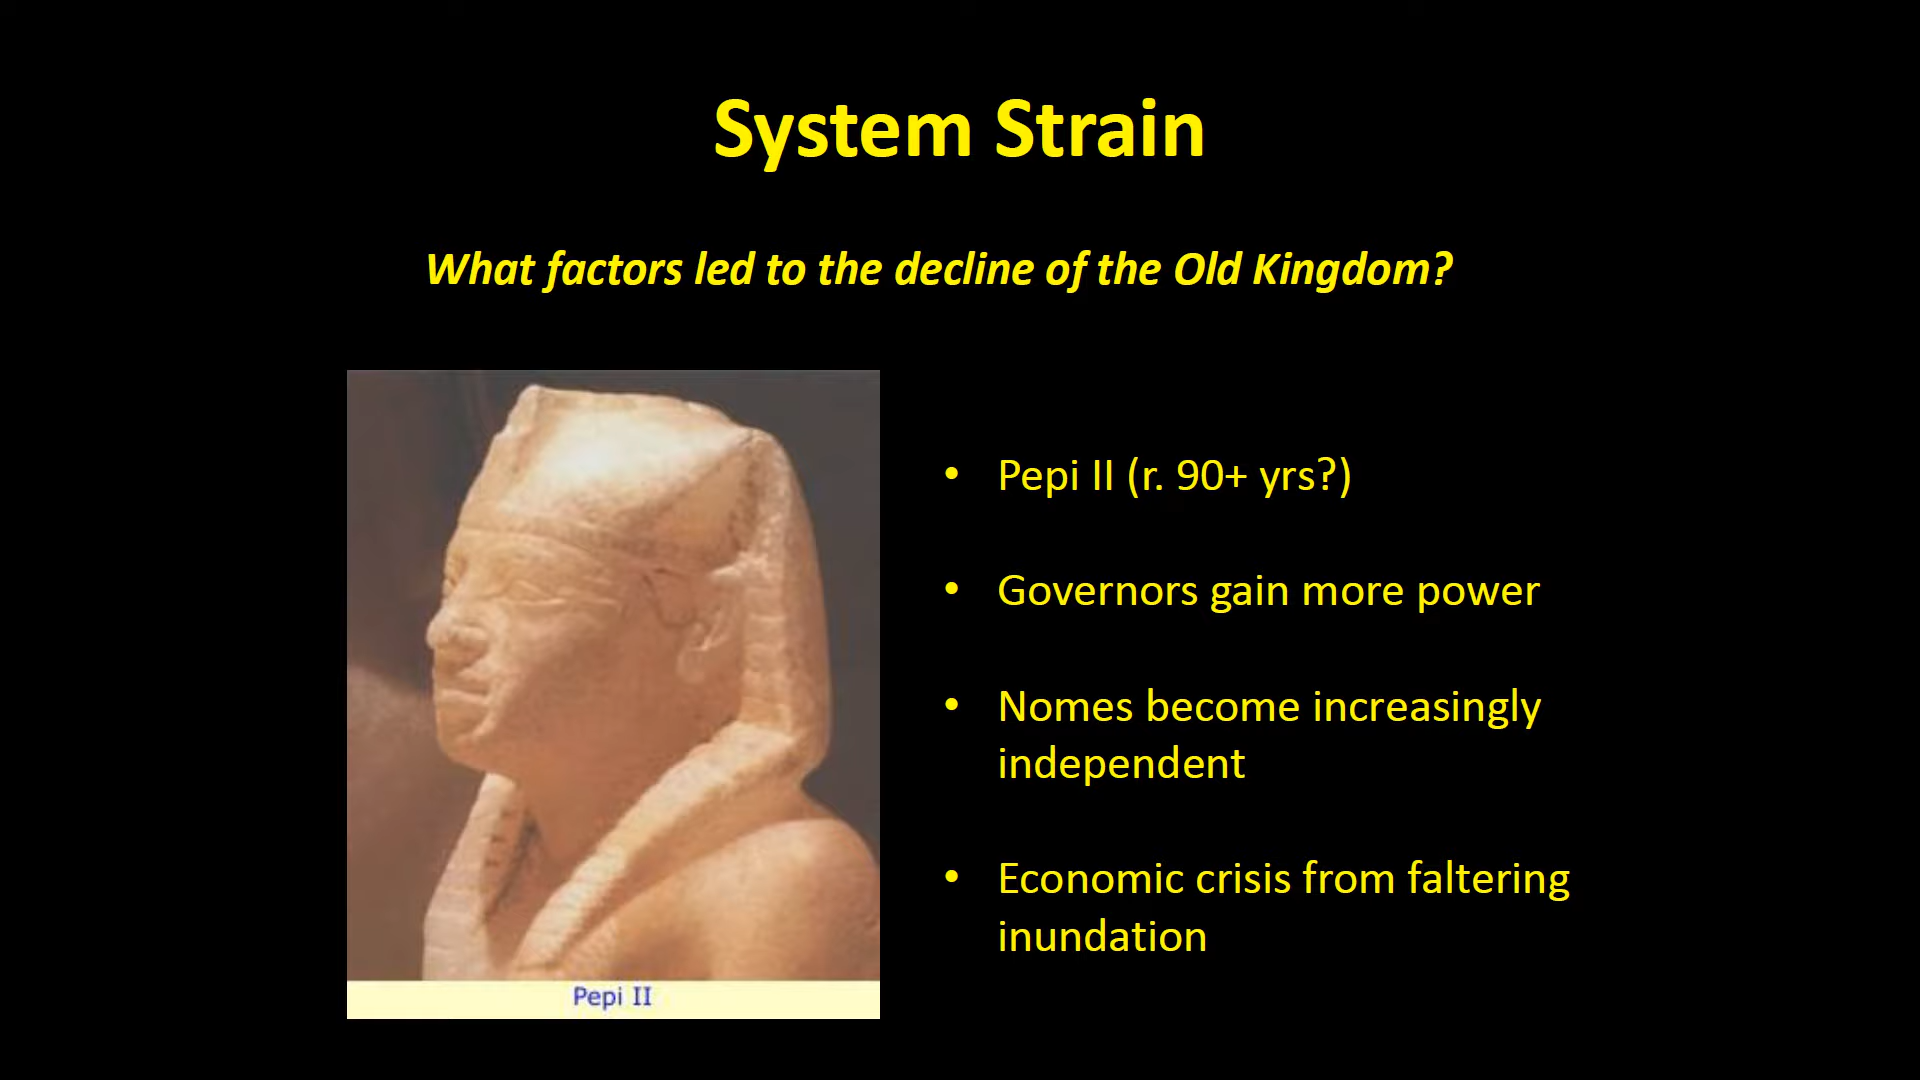 System Strain
What factors led to the decline of the Old Kingdom?
• Pepi II (r. 90+ yrs?)
• Governors gain more power
• Nomes become increasingly
independent
• Economic crisis from faltering
inundation
Pepi II